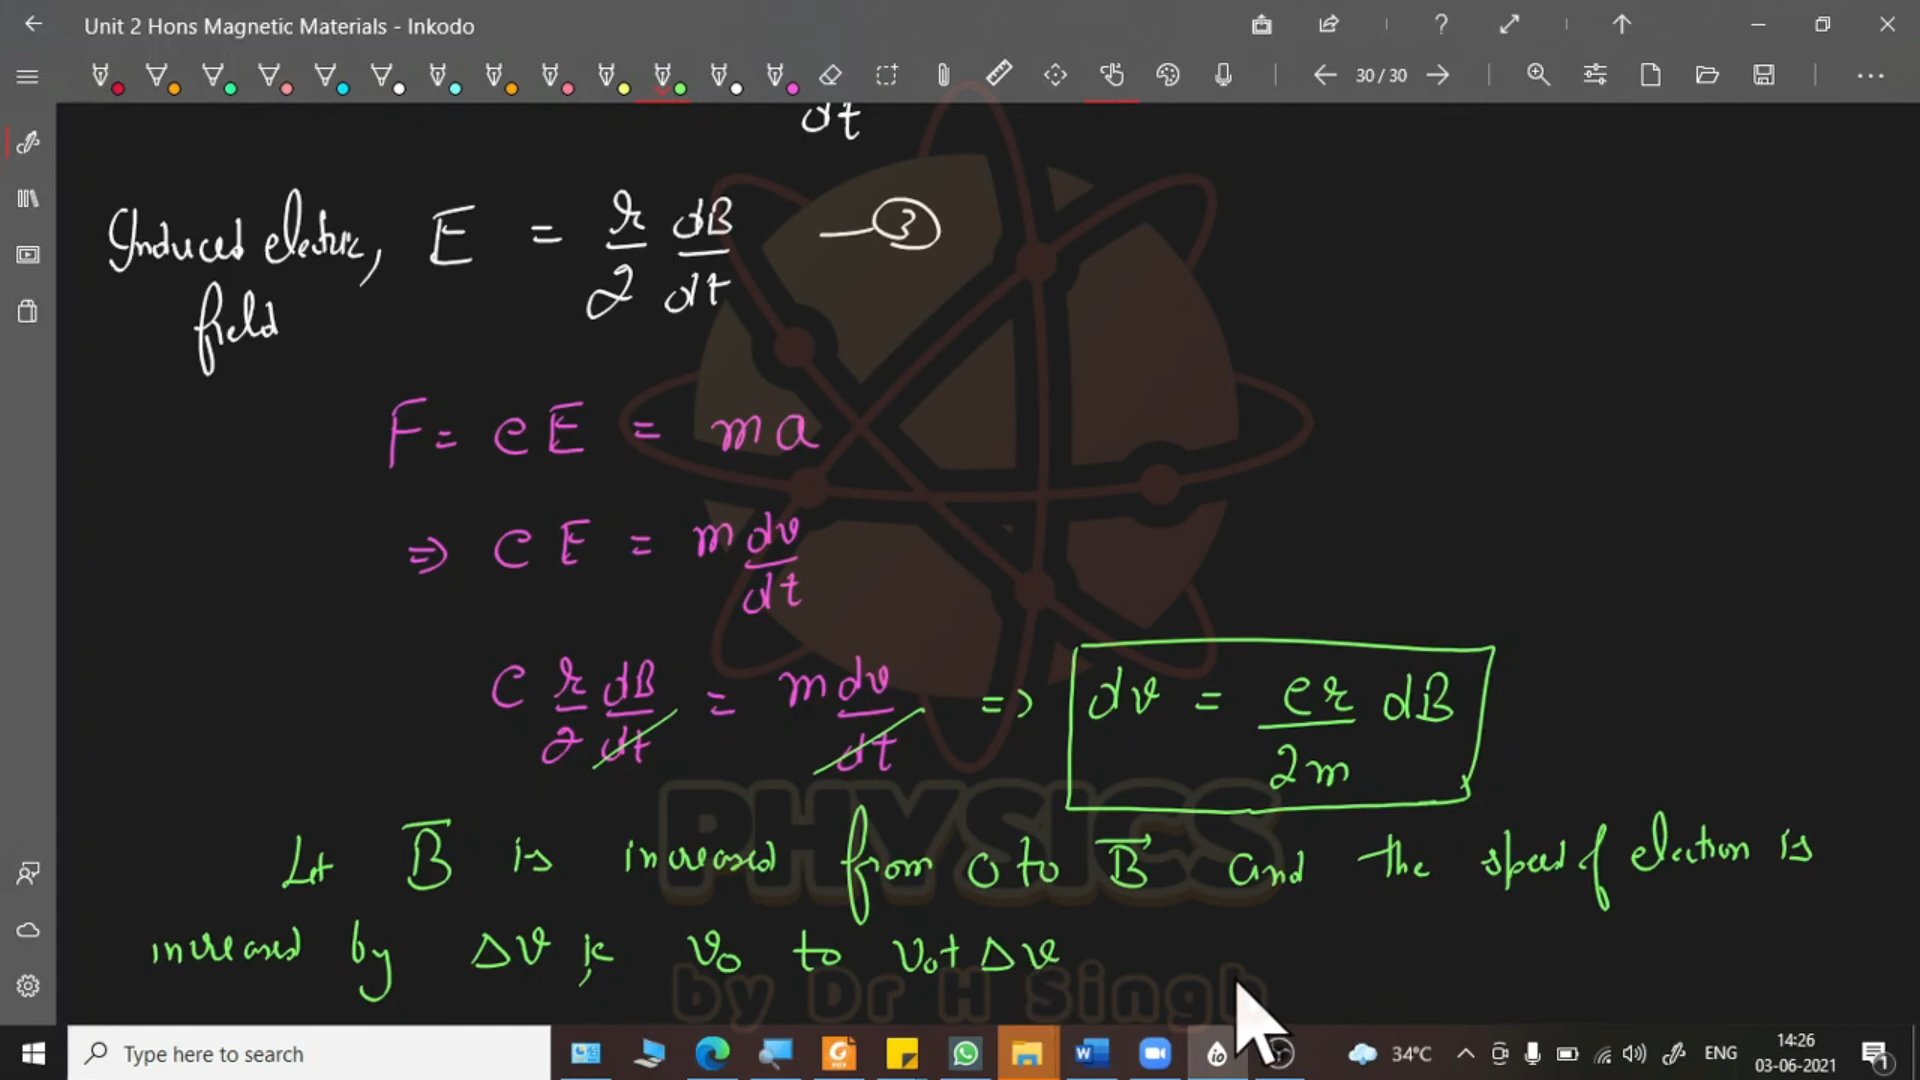 Unit 2 Hons Magnetic Materials - Inkodo
30 / 30
dt
Induced electric, E = r/2 dB/dt — ③
field
F = eE = ma
⇒ eE = m dv/dt
e r/2 dB/dt = m dv/dt ⇒ dv = er/2m dB
PHYSICS
Let B⃗ is increased from 0 to B⃗ and the speed of electron is
increased by Δv ie v₀ to v₀ + Δv
by Dr H Singh
Type here to search
34°C
ENG
14:26
03-06-2021
1